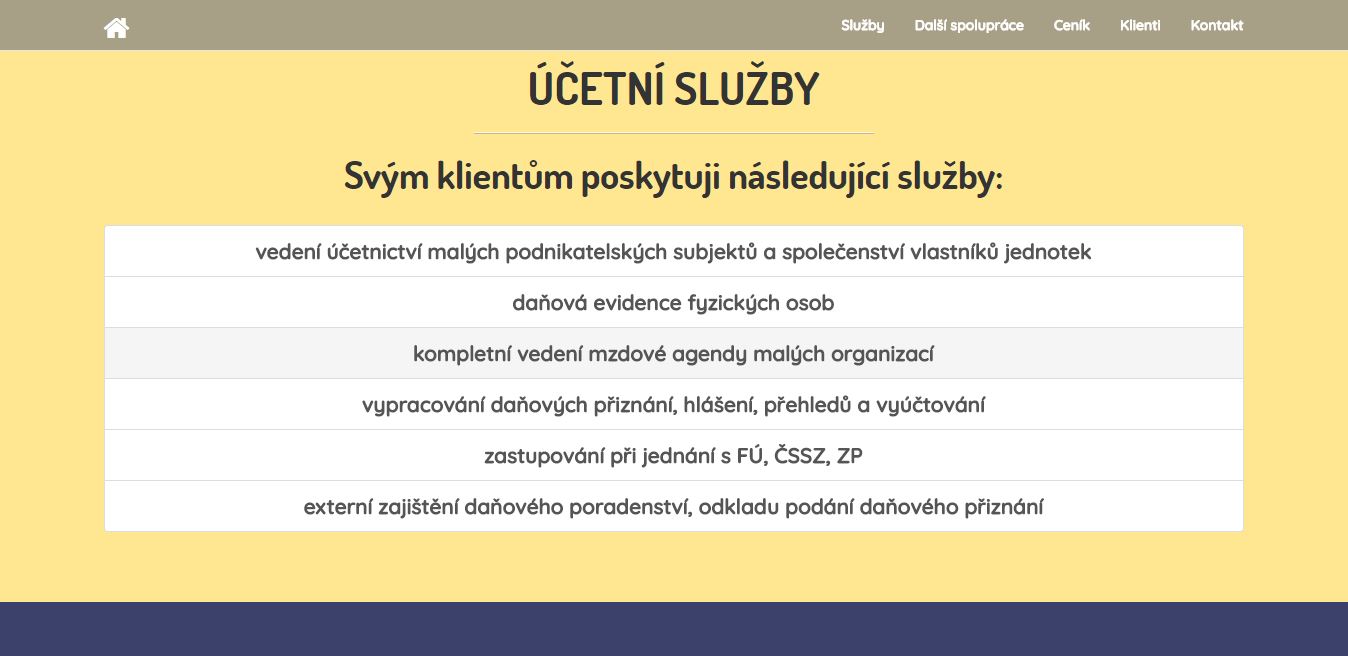 Služby Další spolupráce Ceník Klienti Kontakt
ÚČETNÍ SLUŽBY
Svým klientům poskytuji následující služby:
vedení účetnictví malých podnikatelských subjektů a společenství vlastníků jednotek
daňová evidence fyzických osob
kompletní vedení mzdové agendy malých organizací
vypracování daňových přiznání, hlášení, přehledů a vyúčtování
zastupování při jednání s FÚ, ČSSZ, ZP
externí zajištění daňového poradenství, odkladu podání daňového přiznání